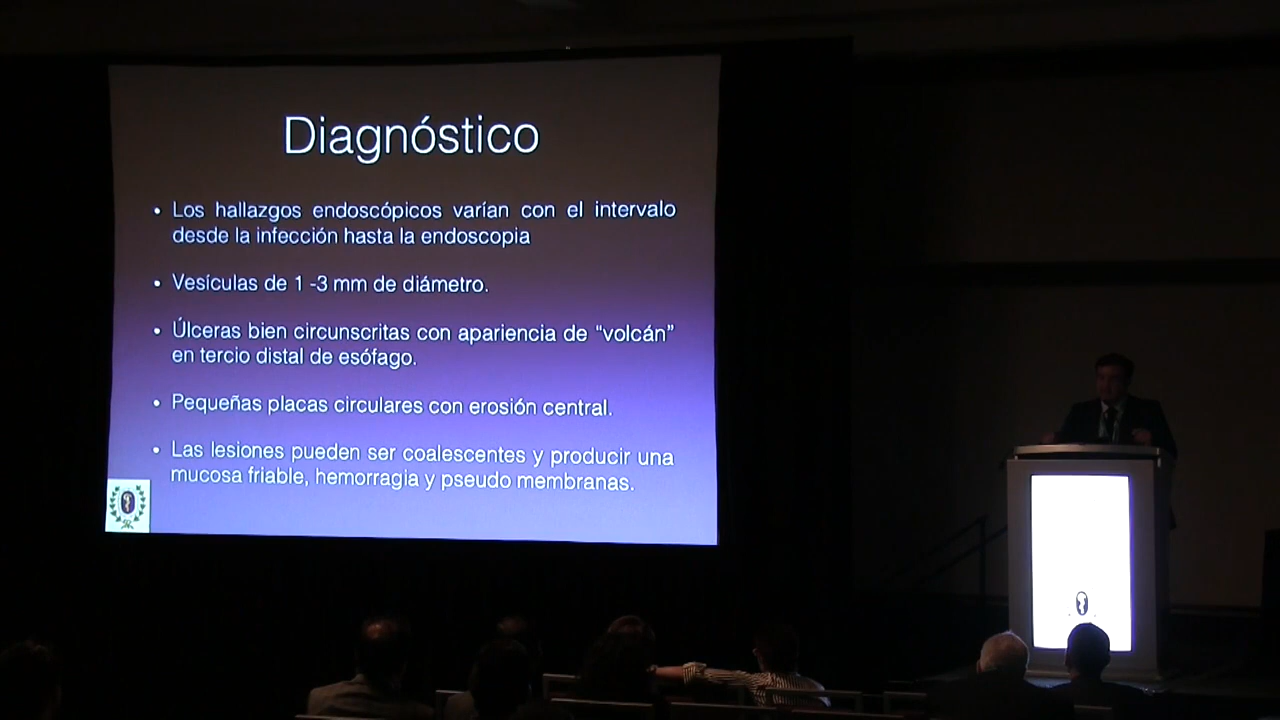 Diagnóstico
• Los hallazgos endoscópicos varían con el intervalo
desde la infección hasta la endoscopia
• Vesículas de 1 -3 mm de diámetro.
• Úlceras bien circunscritas con apariencia de “volcán”
en tercio distal de esófago.
• Pequeñas placas circulares con erosión central.
• Las lesiones pueden ser coalescentes y producir una
mucosa friable, hemorragia y pseudo membranas.